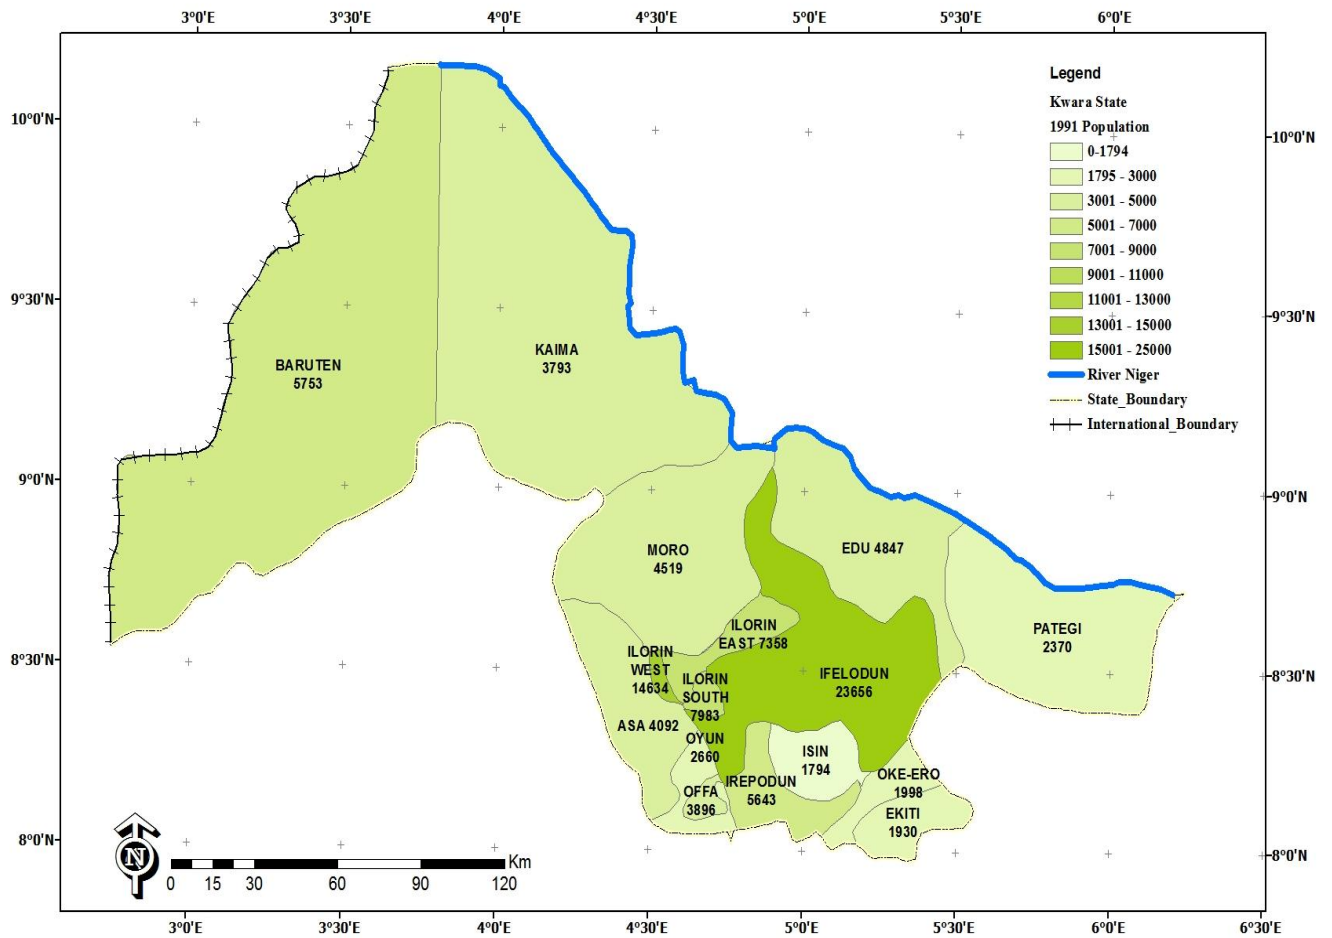 3°0'E 3°30'E 4°0'E 4°30'E 5°0'E 5°30'E 6°0'E
Legend
Kwara State
1991 Population
0-1794
1795 - 3000
3001 - 5000
5001 - 7000
7001 - 9000
9001 - 11000
11001 - 13000
13001 - 15000
15001 - 25000
River Niger
State_Boundary
International_Boundary
10°0'N
10°0'N
9°30'N
9°30'N
9°0'N
9°0'N
8°30'N
8°30'N
8°0'N
8°0'N
BARUTEN
5753
KAIMA
3793
MORO
4519
EDU 4847
PATEGI
2370
ILORIN
EAST 7358
ILORIN
WEST
14634
ILORIN
SOUTH
7983
IFELODUN
23656
ASA 4092
OYUN
2660
ISIN
1794
OFFA
3896
IREPODUN
5643
OKE-ERO
1998
EKITI
1930
N
Km
0 15 30 60 90 120
3°0'E 3°30'E 4°0'E 4°30'E 5°0'E 5°30'E 6°0'E 6°30'E